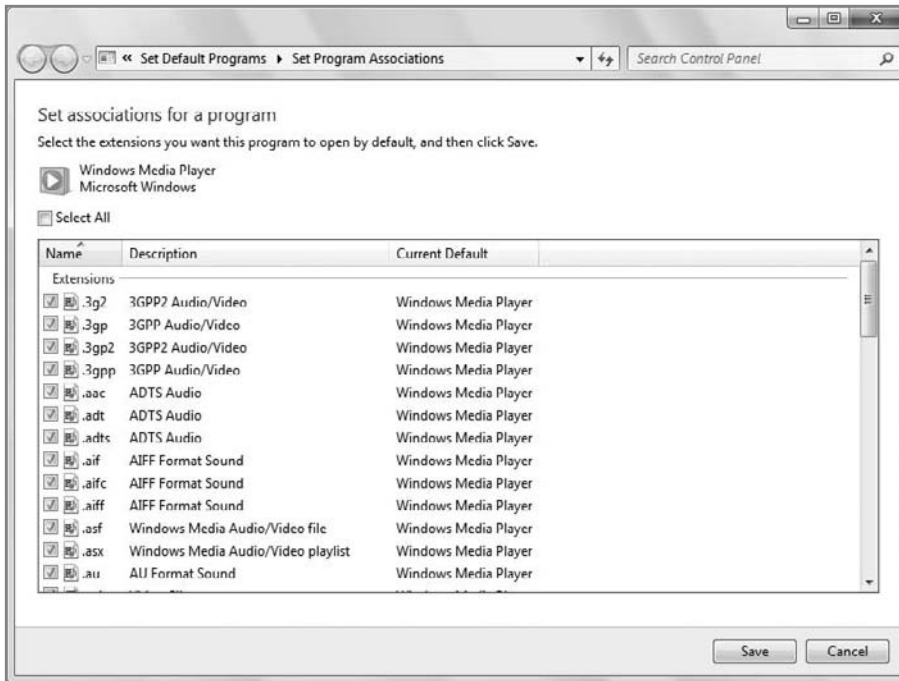 « Set Default Programs ▸ Set Program Associations Search Control Panel
Set associations for a program
Select the extensions you want this program to open by default, and then click Save.
Windows Media Player
Microsoft Windows
Select All
Name Description Current Default
Extensions
.3g2 3GPP2 Audio/Video Windows Media Player
.3gp 3GPP Audio/Video Windows Media Player
.3gp2 3GPP2 Audio/Video Windows Media Player
.3gpp 3GPP Audio/Video Windows Media Player
.aac ADTS Audio Windows Media Player
.adt ADTS Audio Windows Media Player
.adts ADTS Audio Windows Media Player
.aif AIFF Format Sound Windows Media Player
.aifc AIFF Format Sound Windows Media Player
.aiff AIFF Format Sound Windows Media Player
.asf Windows Media Audio/Video file Windows Media Player
.asx Windows Media Audio/Video playlist Windows Media Player
.au AU Format Sound Windows Media Player
Save Cancel